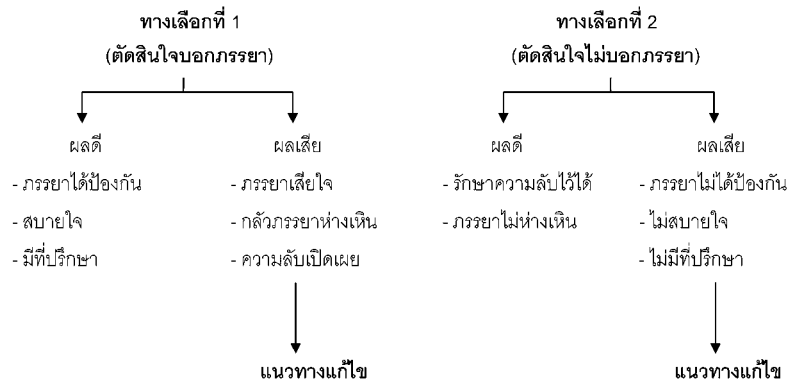 ทางเลือกที่ 1
(ตัดสินใจบอกภรรยา)
ผลดี
- ภรรยาได้ป้องกัน
- สบายใจ
- มีที่ปรึกษา
ผลเสีย
- ภรรยาเสียใจ
- กลัวภรรยาห่างเหิน
- ความลับเปิดเผย
แนวทางแก้ไข
ทางเลือกที่ 2
(ตัดสินใจไม่บอกภรรยา)
ผลดี
- รักษาความลับไว้ได้
- ภรรยาไม่ห่างเหิน
ผลเสีย
- ภรรยาไม่ได้ป้องกัน
- ไม่สบายใจ
- ไม่มีที่ปรึกษา
แนวทางแก้ไข